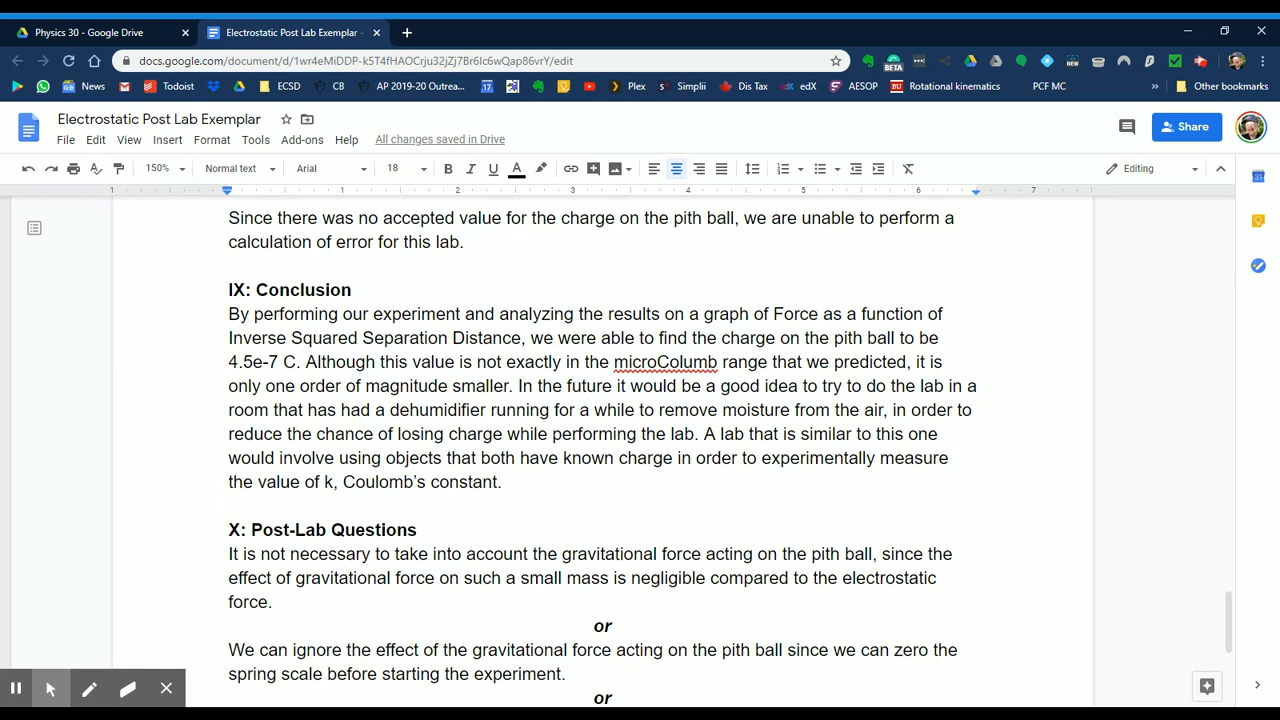 Physics 30 - Google Drive
Electrostatic Post Lab Exemplar -
docs.google.com/document/d/1wr4eMiDDP-k5T4fHAOCrju32jZj7Br6Ic6wQap86vrY/edit
BETA
NEW
News
Todoist
ECSD
CB
AP 2019-20 Outrea...
17
Plex
Simplii
Dis Tax
edX
AESOP
BU Rotational kinematics
PCF MC
»
Other bookmarks
Electrostatic Post Lab Exemplar
File Edit View Insert Format Tools Add-ons Help All changes saved in Drive
Share
150% Normal text Arial 18 B I U A Editing
1 1 2 3 4 5 6 7
31
Since there was no accepted value for the charge on the pith ball, we are unable to perform a
calculation of error for this lab.
IX: Conclusion
By performing our experiment and analyzing the results on a graph of Force as a function of
Inverse Squared Separation Distance, we were able to find the charge on the pith ball to be
4.5e-7 C. Although this value is not exactly in the microColumb range that we predicted, it is
only one order of magnitude smaller. In the future it would be a good idea to try to do the lab in a
room that has had a dehumidifier running for a while to remove moisture from the air, in order to
reduce the chance of losing charge while performing the lab. A lab that is similar to this one
would involve using objects that both have known charge in order to experimentally measure
the value of k, Coulomb's constant.
X: Post-Lab Questions
It is not necessary to take into account the gravitational force acting on the pith ball, since the
effect of gravitational force on such a small mass is negligible compared to the electrostatic
force.
or
We can ignore the effect of the gravitational force acting on the pith ball since we can zero the
spring scale before starting the experiment.
or